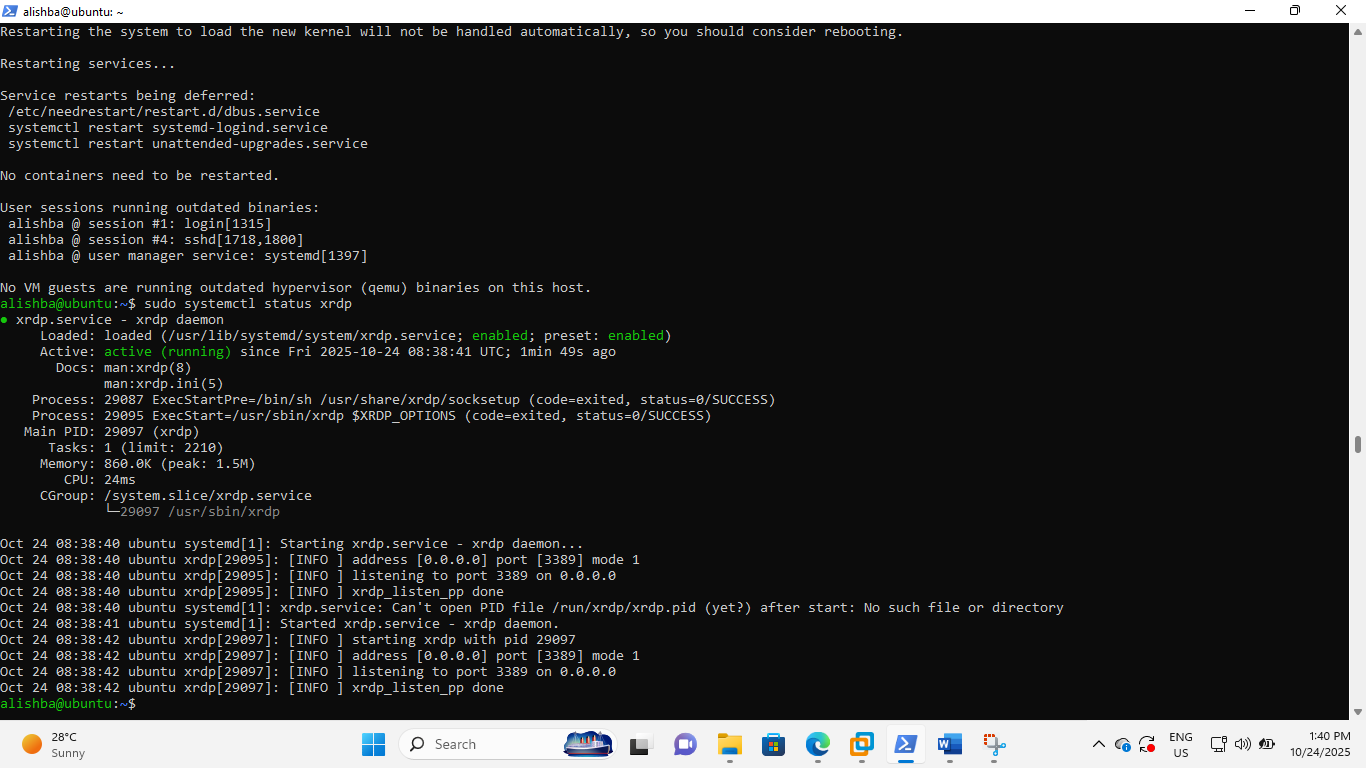 alishba@ubuntu: ~
Restarting the system to load the new kernel will not be handled automatically, so you should consider rebooting.
Restarting services...
Service restarts being deferred:
 /etc/needrestart/restart.d/dbus.service
 systemctl restart systemd-logind.service
 systemctl restart unattended-upgrades.service
No containers need to be restarted.
User sessions running outdated binaries:
 alishba @ session #1: login[1315]
 alishba @ session #4: sshd[1718,1800]
 alishba @ user manager service: systemd[1397]
No VM guests are running outdated hypervisor (qemu) binaries on this host.
alishba@ubuntu:~$ sudo systemctl status xrdp
● xrdp.service - xrdp daemon
     Loaded: loaded (/usr/lib/systemd/system/xrdp.service; enabled; preset: enabled)
     Active: active (running) since Fri 2025-10-24 08:38:41 UTC; 1min 49s ago
       Docs: man:xrdp(8)
             man:xrdp.ini(5)
    Process: 29087 ExecStartPre=/bin/sh /usr/share/xrdp/socksetup (code=exited, status=0/SUCCESS)
    Process: 29095 ExecStart=/usr/sbin/xrdp $XRDP_OPTIONS (code=exited, status=0/SUCCESS)
   Main PID: 29097 (xrdp)
      Tasks: 1 (limit: 2210)
     Memory: 860.0K (peak: 1.5M)
        CPU: 24ms
     CGroup: /system.slice/xrdp.service
             └─29097 /usr/sbin/xrdp
Oct 24 08:38:40 ubuntu systemd[1]: Starting xrdp.service - xrdp daemon...
Oct 24 08:38:40 ubuntu xrdp[29095]: [INFO ] address [0.0.0.0] port [3389] mode 1
Oct 24 08:38:40 ubuntu xrdp[29095]: [INFO ] listening to port 3389 on 0.0.0.0
Oct 24 08:38:40 ubuntu xrdp[29095]: [INFO ] xrdp_listen_pp done
Oct 24 08:38:40 ubuntu systemd[1]: xrdp.service: Can't open PID file /run/xrdp/xrdp.pid (yet?) after start: No such file or directory
Oct 24 08:38:41 ubuntu systemd[1]: Started xrdp.service - xrdp daemon.
Oct 24 08:38:42 ubuntu xrdp[29097]: [INFO ] starting xrdp with pid 29097
Oct 24 08:38:42 ubuntu xrdp[29097]: [INFO ] address [0.0.0.0] port [3389] mode 1
Oct 24 08:38:42 ubuntu xrdp[29097]: [INFO ] listening to port 3389 on 0.0.0.0
Oct 24 08:38:42 ubuntu xrdp[29097]: [INFO ] xrdp_listen_pp done
alishba@ubuntu:~$
28°C
Sunny
Search
ENG
US
1:40 PM
10/24/2025